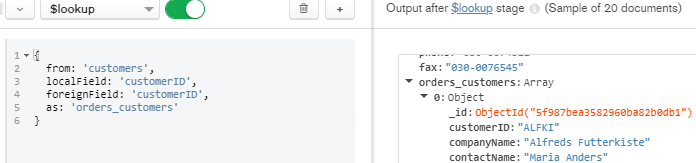 $lookup
+
Output after $lookup stage (Sample of 20 documents)
1 {
2 from: 'customers',
3 localField: 'customerID',
4 foreignField: 'customerID',
5 as: 'orders_customers'
6 }
fax: "030-0076545"
orders_customers: Array
0: Object
_id: ObjectId("5f987bea3582960ba82b0db1")
customerID: "ALFKI"
companyName: "Alfreds Futterkiste"
contactName: "Maria Anders"